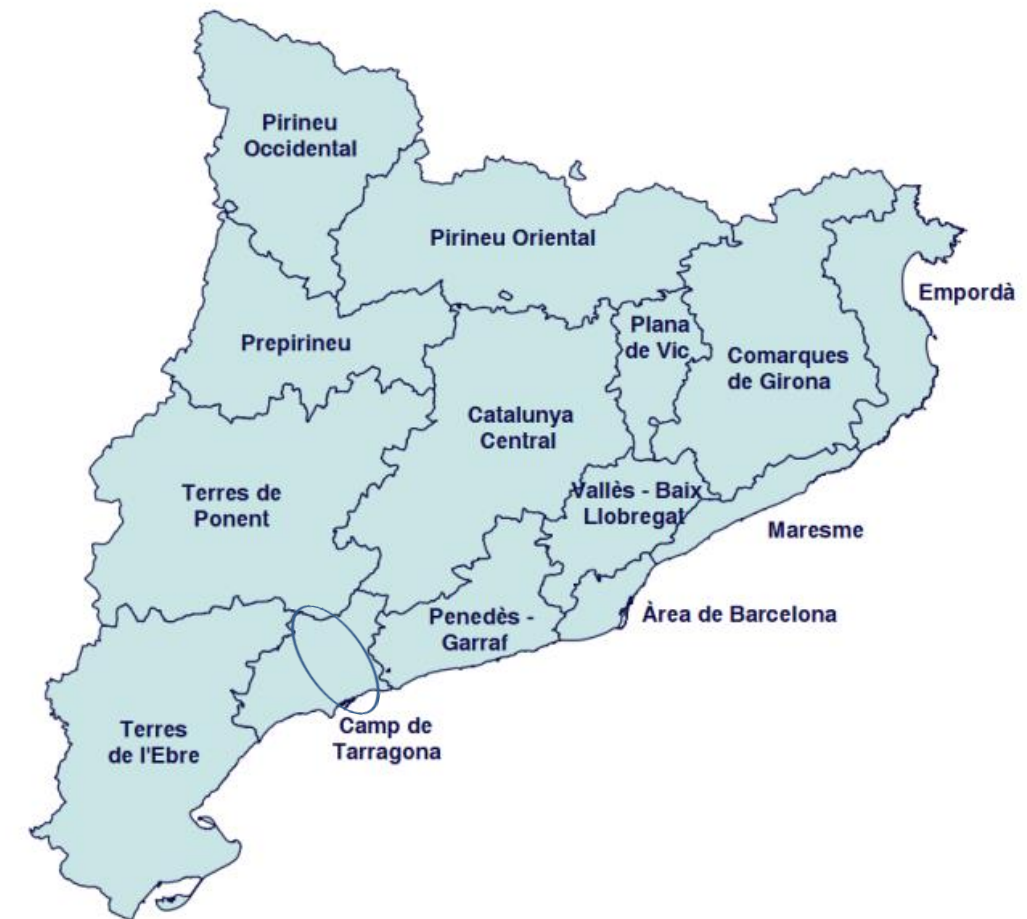 Pirineu
Occidental
Pirineu Oriental
Empordà
Prepirineu
Plana
de Vic
Comarques
de Girona
Catalunya
Central
Terres de
Ponent
Vallès - Baix
Llobregat
Maresme
Penedès -
Garraf
Àrea de Barcelona
Terres
de l'Ebre
Camp de
Tarragona